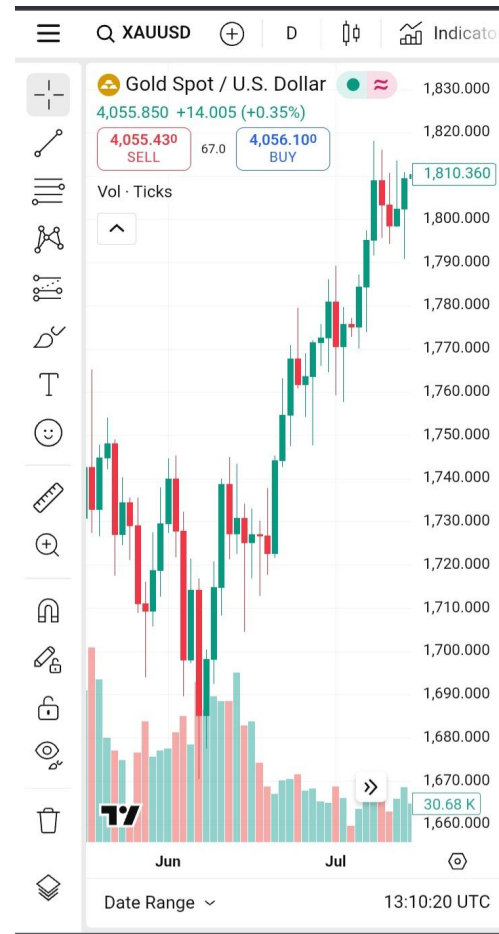 XAUUSD D Indicato
Gold Spot / U.S. Dollar
4,055.850 +14.005 (+0.35%)
4,055.430 SELL 67.0 4,056.100 BUY
Vol · Ticks
1,830.000
1,820.000
1,810.360
1,800.000
1,790.000
1,780.000
1,770.000
1,760.000
1,750.000
1,740.000
1,730.000
1,720.000
1,710.000
1,700.000
1,690.000
1,680.000
1,670.000
30.68 K
1,660.000
Jun Jul
Date Range 13:10:20 UTC